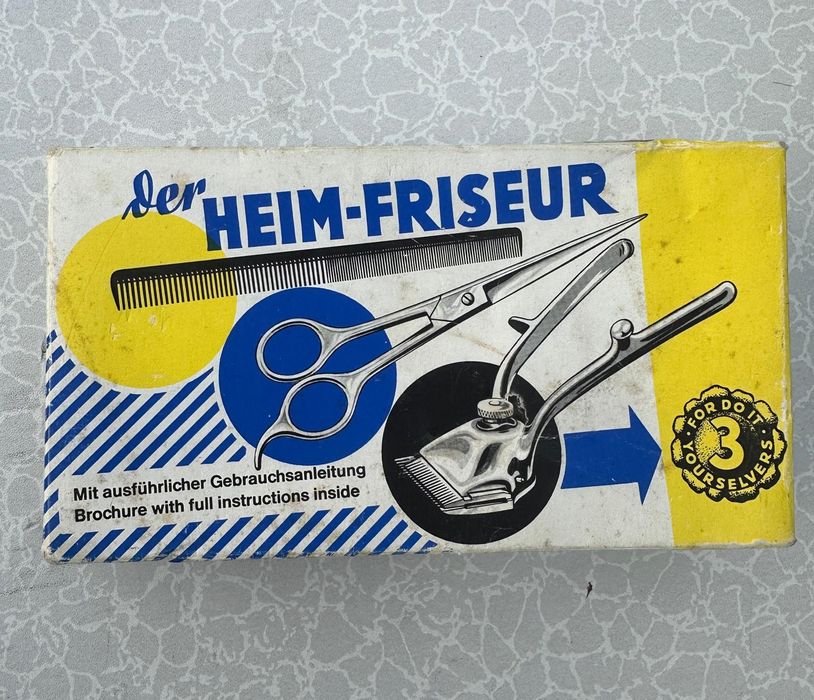 der HEIM-FRISEUR
Mit ausführlicher Gebrauchsanleitung
Brochure with full instructions inside
FOR DO IT
YOURSELVERS
3